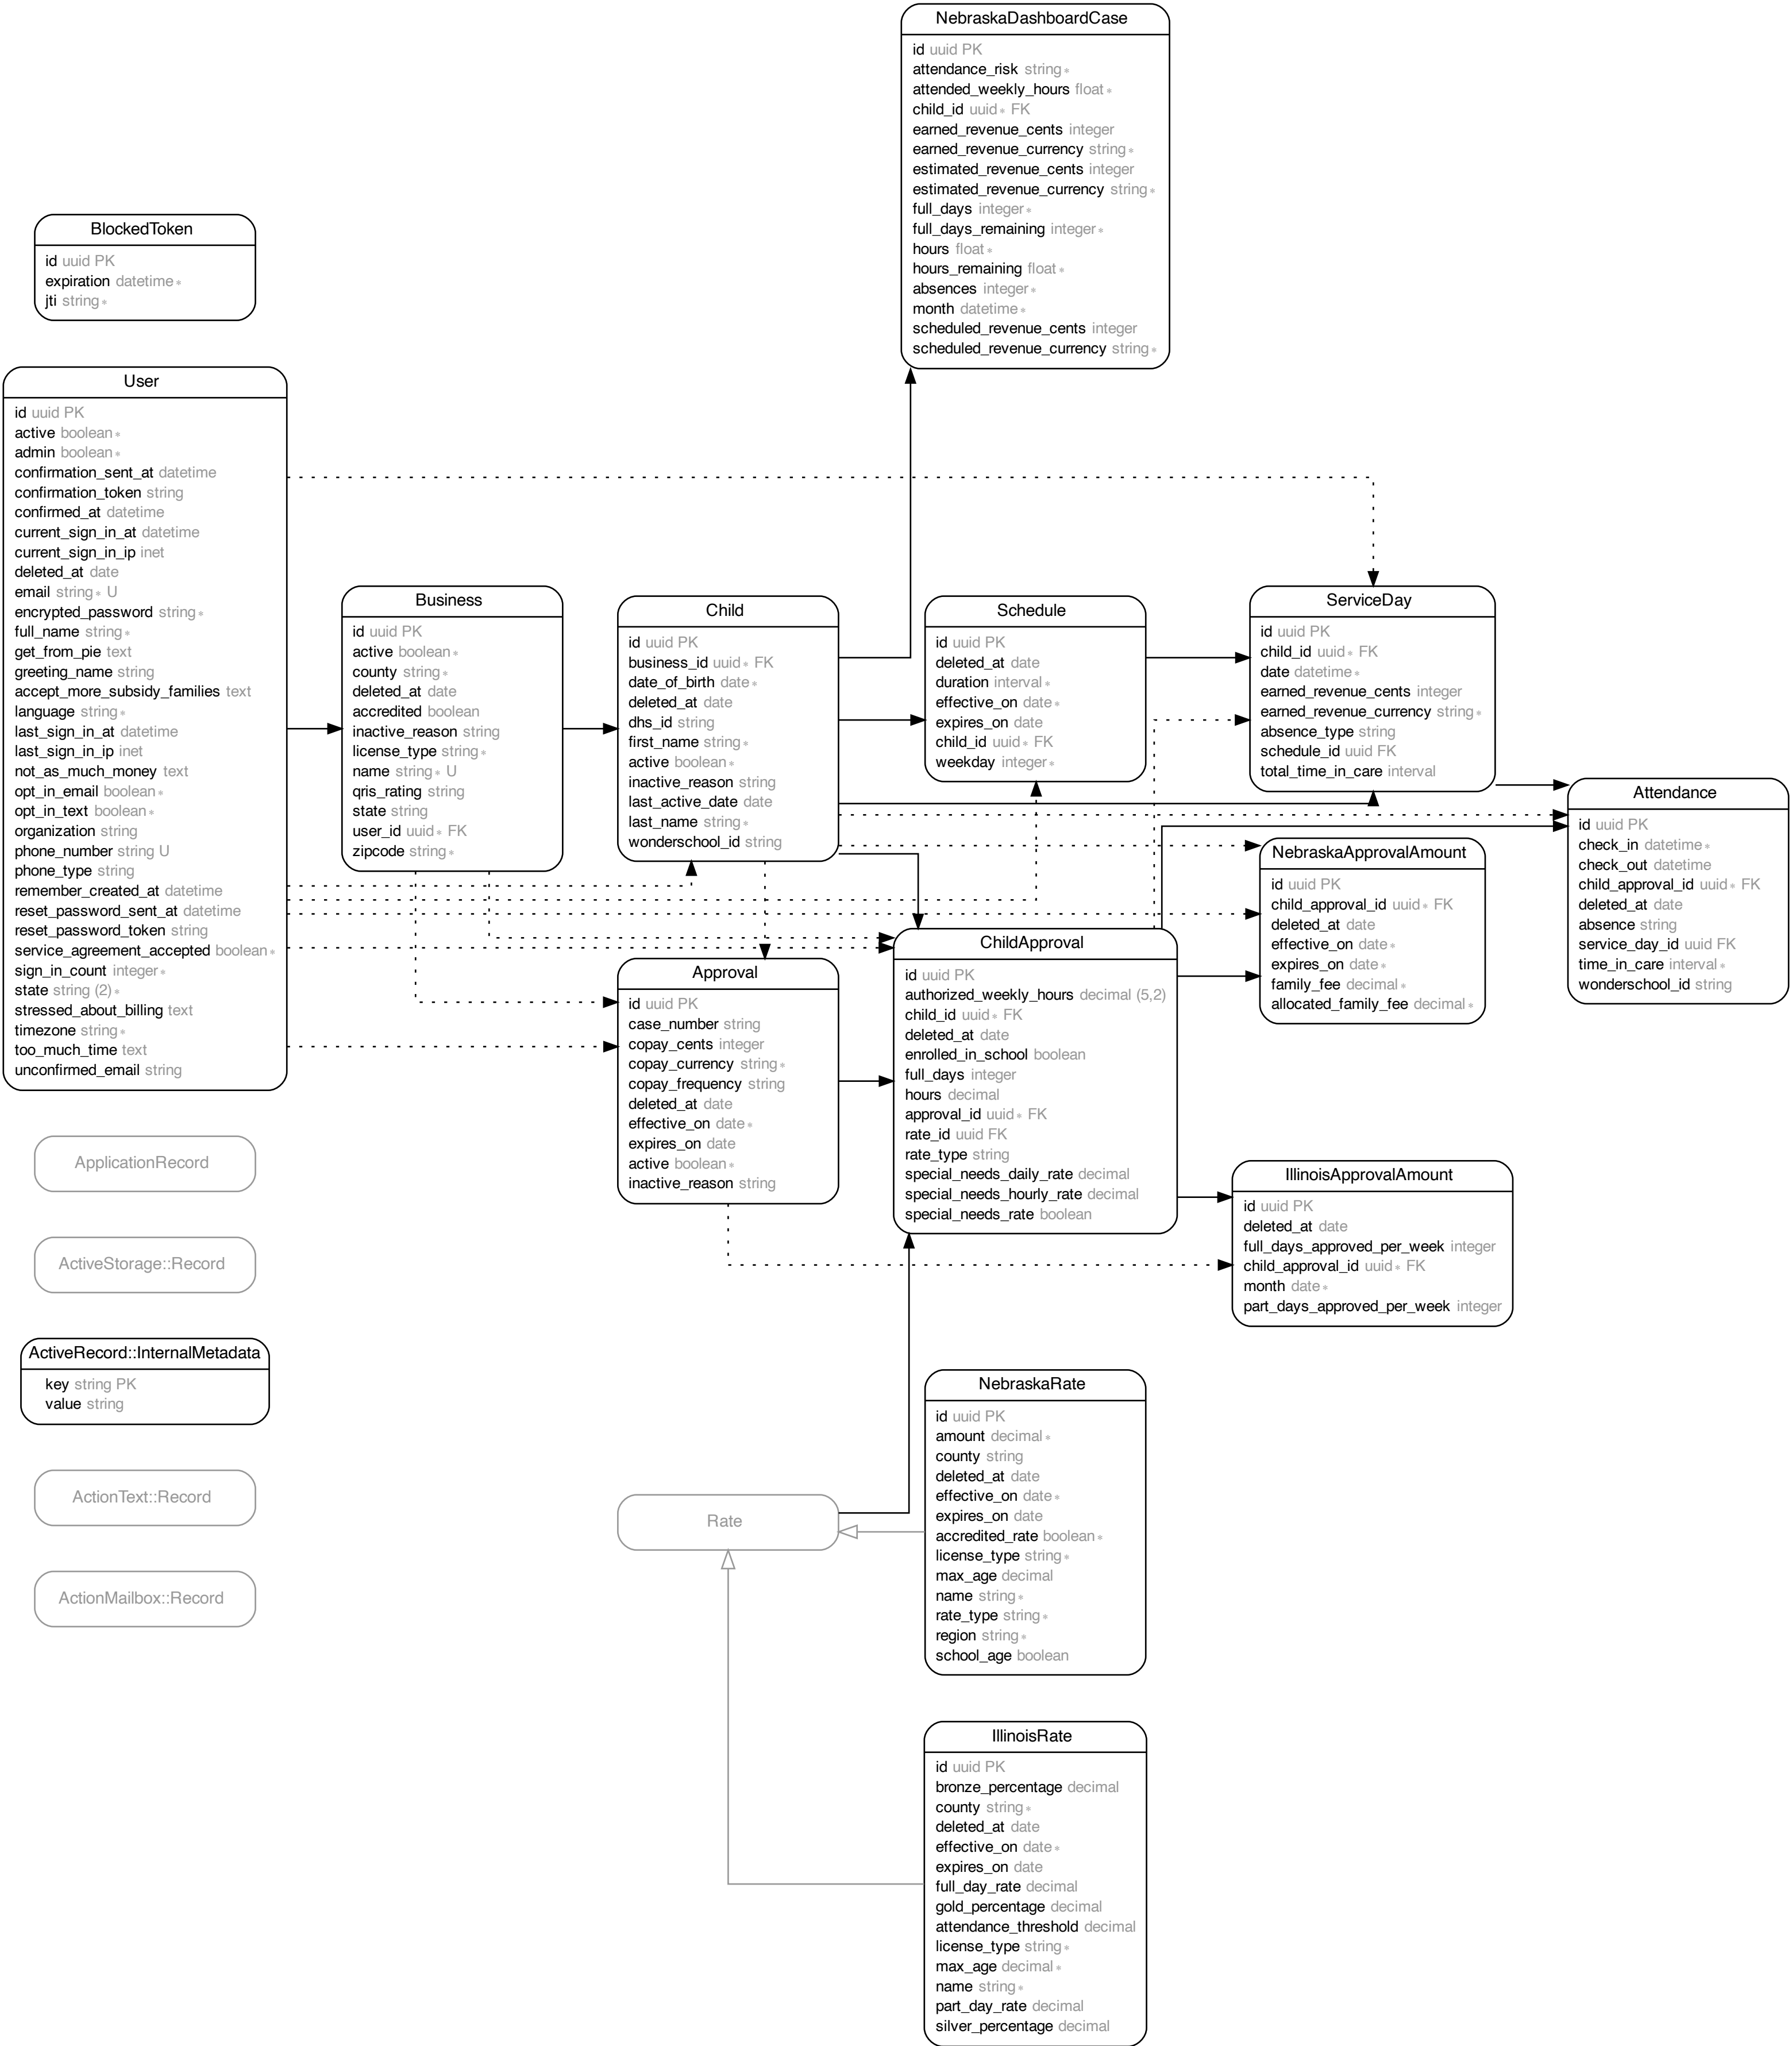 NebraskaDashboardCase
id uuid PK
attendance_risk string *
attended_weekly_hours float *
child_id uuid * FK
earned_revenue_cents integer
earned_revenue_currency string *
estimated_revenue_cents integer
estimated_revenue_currency string *
full_days integer *
full_days_remaining integer *
hours float *
hours_remaining float *
absences integer *
month datetime *
scheduled_revenue_cents integer
scheduled_revenue_currency string *
BlockedToken
id uuid PK
expiration datetime *
jti string *
User
id uuid PK
active boolean *
admin boolean *
confirmation_sent_at datetime
confirmation_token string
confirmed_at datetime
current_sign_in_at datetime
current_sign_in_ip inet
deleted_at date
email string * U
encrypted_password string *
full_name string *
get_from_pie text
greeting_name string
accept_more_subsidy_families text
language string *
last_sign_in_at datetime
last_sign_in_ip inet
not_as_much_money text
opt_in_email boolean *
opt_in_text boolean *
organization string
phone_number string U
phone_type string
remember_created_at datetime
reset_password_sent_at datetime
reset_password_token string
service_agreement_accepted boolean *
sign_in_count integer *
state string (2) *
stressed_about_billing text
timezone string *
too_much_time text
unconfirmed_email string
Business
id uuid PK
active boolean *
county string *
deleted_at date
accredited boolean
inactive_reason string
license_type string *
name string * U
qris_rating string
state string
user_id uuid * FK
zipcode string *
Child
id uuid PK
business_id uuid * FK
date_of_birth date *
deleted_at date
dhs_id string
first_name string *
active boolean *
inactive_reason string
last_active_date date
last_name string *
wonderschool_id string
Schedule
id uuid PK
deleted_at date
duration interval *
effective_on date *
expires_on date
child_id uuid * FK
weekday integer *
ServiceDay
id uuid PK
child_id uuid * FK
date datetime *
earned_revenue_cents integer
earned_revenue_currency string *
absence_type string
schedule_id uuid FK
total_time_in_care interval
Attendance
id uuid PK
check_in datetime *
check_out datetime
child_approval_id uuid * FK
deleted_at date
absence string
service_day_id uuid FK
time_in_care interval *
wonderschool_id string
NebraskaApprovalAmount
id uuid PK
child_approval_id uuid * FK
deleted_at date
effective_on date *
expires_on date *
family_fee decimal *
allocated_family_fee decimal *
Approval
id uuid PK
case_number string
copay_cents integer
copay_currency string *
copay_frequency string
deleted_at date
effective_on date *
expires_on date
active boolean *
inactive_reason string
ChildApproval
id uuid PK
authorized_weekly_hours decimal (5,2)
child_id uuid * FK
deleted_at date
enrolled_in_school boolean
full_days integer
hours decimal
approval_id uuid * FK
rate_id uuid FK
rate_type string
special_needs_daily_rate decimal
special_needs_hourly_rate decimal
special_needs_rate boolean
IllinoisApprovalAmount
id uuid PK
deleted_at date
full_days_approved_per_week integer
child_approval_id uuid * FK
month date *
part_days_approved_per_week integer
ApplicationRecord
ActiveStorage::Record
ActiveRecord::InternalMetadata
key string PK
value string
ActionText::Record
ActionMailbox::Record
Rate
NebraskaRate
id uuid PK
amount decimal *
county string
deleted_at date
effective_on date *
expires_on date
accredited_rate boolean *
license_type string *
max_age decimal
name string *
rate_type string *
region string *
school_age boolean
IllinoisRate
id uuid PK
bronze_percentage decimal
county string *
deleted_at date
effective_on date *
expires_on date
full_day_rate decimal
gold_percentage decimal
attendance_threshold decimal
license_type string *
max_age decimal *
name string *
part_day_rate decimal
silver_percentage decimal